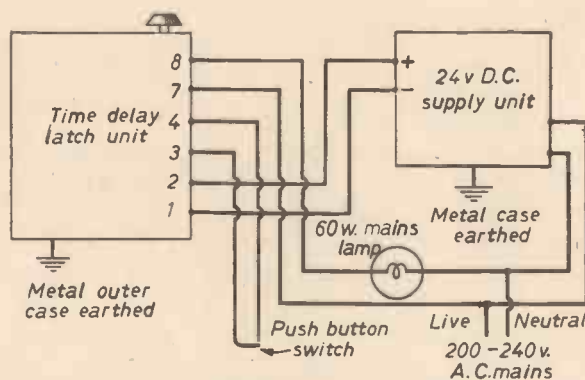 8
7
4
3
2
1
Time delay
latch unit
Metal outer
case earthed
+
−
24v D.C.
supply unit
Metal case
earthed
60 w. mains
lamp
Push button
switch
Live
Neutral
200 – 240 v.
A.C. mains